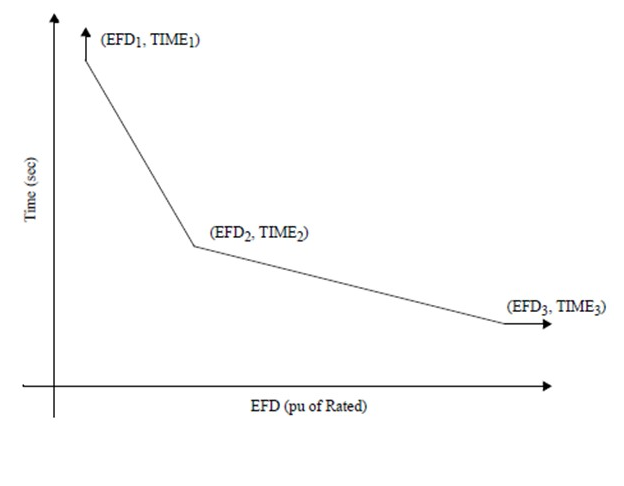 (EFD1, TIME1)
Time (sec)
(EFD2, TIME2)
(EFD3, TIME3)
EFD (pu of Rated)